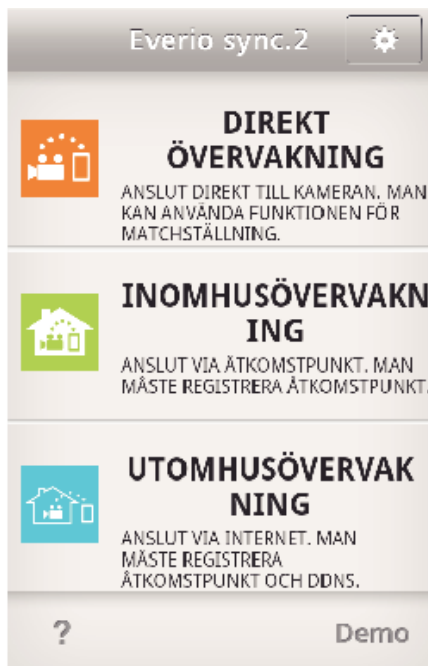 Everio sync.2
DIREKT
ÖVERVAKNING
ANSLUT DIREKT TILL KAMERAN. MAN
KAN ANVÄNDA FUNKTIONEN FÖR
MATCHSTÄLLNING.
INOMHUSÖVERVAKN
ING
ANSLUT VIA ÅTKOMSTPUNKT. MAN
MÅSTE REGISTRERA ÅTKOMSTPUNKT.
UTOMHUSÖVERVAK
NING
ANSLUT VIA INTERNET. MAN
MÅSTE REGISTRERA
ÅTKOMSTPUNKT OCH DDNS.
? Demo